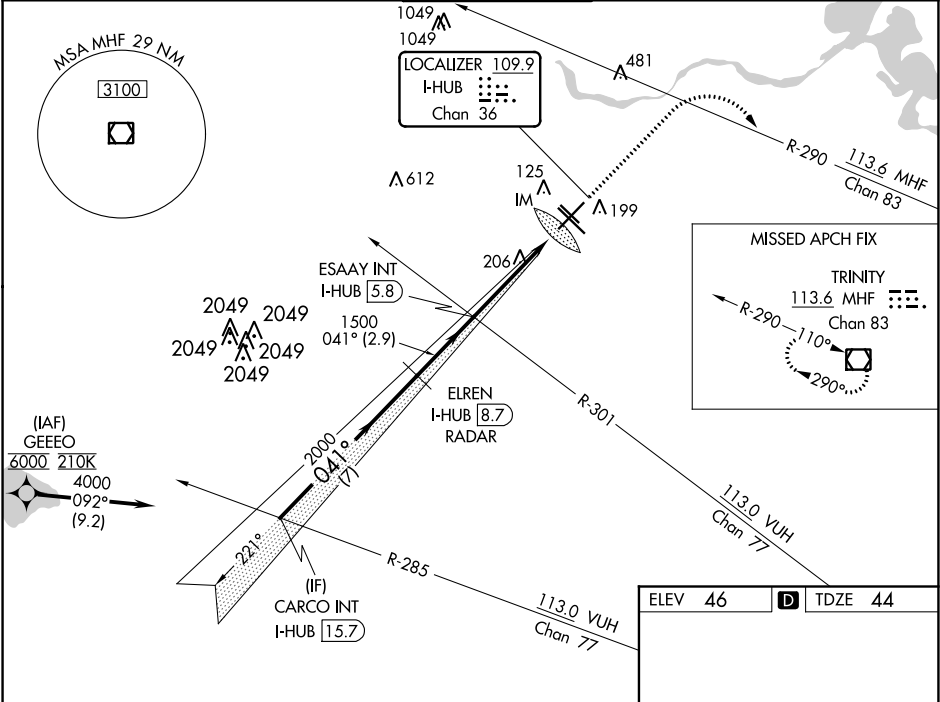 MSA MHF 29 NM
3100
1049
1049
LOCALIZER 109.9
I-HUB
Chan 36
481
R-290
113.6 MHF
Chan 83
612
125
IM
199
206
ESAAY INT
I-HUB 5.8
1500
041° (2.9)
2049
2049
2049
2049
2049
ELREN
I-HUB 8.7
RADAR
MISSED APCH FIX
TRINITY
113.6 MHF
Chan 83
R-290
110°
290°
R-301
113.0 VUH
Chan 77
(IAF)
GEEEO
6000 210K
4000
092°
(9.2)
2000
041°
(7)
221°
(IF)
CARCO INT
I-HUB 15.7
R-285
113.0 VUH
Chan 77
ELEV 46 D TDZE 44